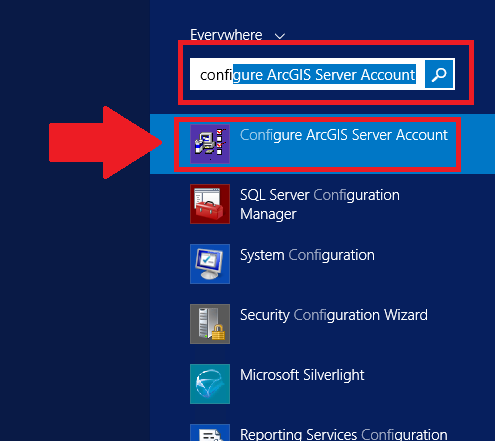 Everywhere
configure ArcGIS Server Account
Configure ArcGIS Server Account
SQL Server Configuration
Manager
System Configuration
Security Configuration Wizard
Microsoft Silverlight
Reporting Services Configuration